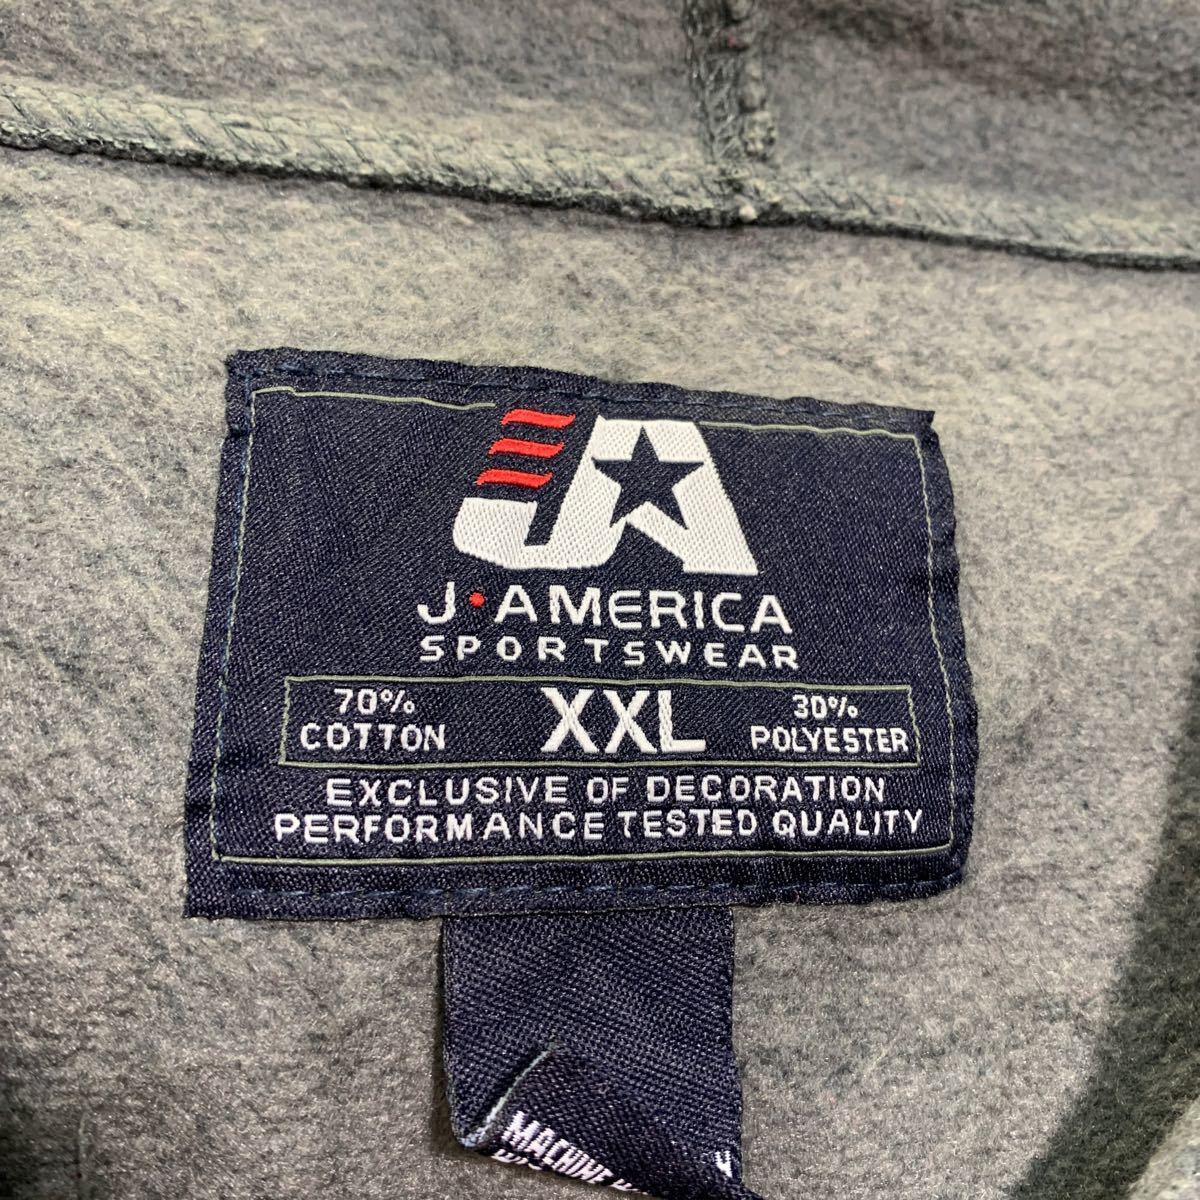 JA
J·AMERICA
SPORTSWEAR
70% COTTON
XXL
30% POLYESTER
EXCLUSIVE OF DECORATION
PERFORMANCE TESTED QUALITY
MACHINE